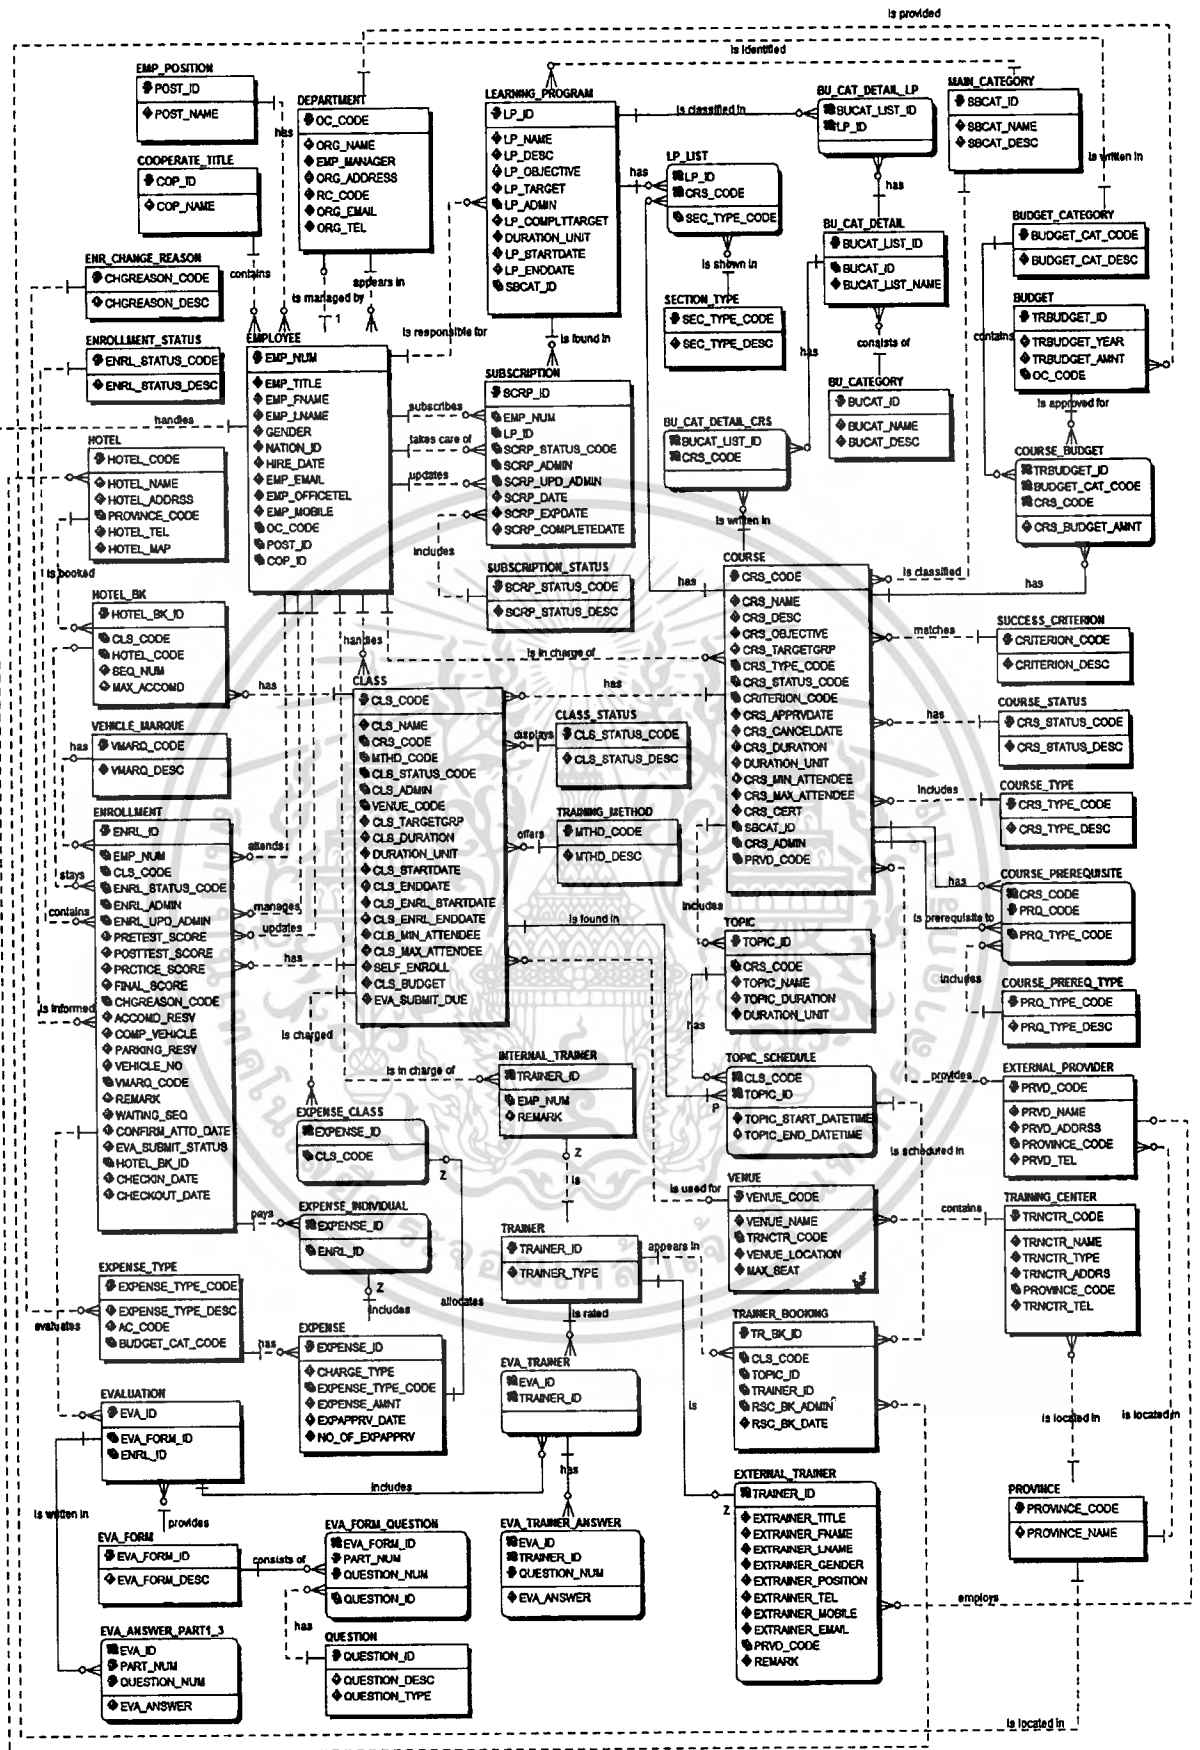 is provided
is identified
EMP_POSITION
POST_ID
POST_NAME
has
DEPARTMENT
OC_CODE
ORG_NAME
EMP_MANAGER
ORG_ADDRESS
RC_CODE
ORG_EMAIL
ORG_TEL
LEARNING_PROGRAM
LP_ID
LP_NAME
LP_DESC
LP_OBJECTIVE
LP_TARGET
LP_ADMIN
LP_COMPLTTARGET
DURATION_UNIT
LP_STARTDATE
LP_ENDDATE
SBCAT_ID
is classified in
BU_CAT_DETAIL_LP
BUCAT_LIST_ID
LP_ID
MAIN_CATEGORY
SBCAT_ID
SBCAT_NAME
SBCAT_DESC
is written in
COOPERATE_TITLE
COP_ID
COP_NAME
LP_LIST
LP_ID
CRS_CODE
SEC_TYPE_CODE
has
has
BU_CAT_DETAIL
BUCAT_LIST_ID
BUCAT_ID
BUCAT_LIST_NAME
BUDGET_CATEGORY
BUDGET_CAT_CODE
BUDGET_CAT_DESC
ENR_CHANGE_REASON
CHGREASON_CODE
CHGREASON_DESC
contains
is managed by
1
appears in
is shown in
SECTION_TYPE
SEC_TYPE_CODE
SEC_TYPE_DESC
contains
BUDGET
TRBUDGET_ID
TRBUDGET_YEAR
TRBUDGET_AMNT
OC_CODE
ENROLLMENT_STATUS
ENRL_STATUS_CODE
ENRL_STATUS_DESC
is responsible for
is found in
consists of
has
BU_CATEGORY
BUCAT_ID
BUCAT_NAME
BUCAT_DESC
is approved for
EMPLOYEE
EMP_NUM
EMP_TITLE
EMP_FNAME
EMP_LNAME
GENDER
NATION_ID
HIRE_DATE
EMP_EMAIL
EMP_OFFICETEL
EMP_MOBILE
OC_CODE
POST_ID
COP_ID
SUBSCRIPTION
SCRP_ID
EMP_NUM
LP_ID
SCRP_STATUS_CODE
SCRP_ADMIN
SCRP_UPD_ADMIN
SCRP_DATE
SCRP_EXPDATE
SCRP_COMPLETEDATE
subscribes
takes care of
updates
includes
handles
HOTEL
HOTEL_CODE
HOTEL_NAME
HOTEL_ADDRSS
PROVINCE_CODE
HOTEL_TEL
HOTEL_MAP
BU_CAT_DETAIL_CRS
BUCAT_LIST_ID
CRS_CODE
is written in
COURSE_BUDGET
TRBUDGET_ID
BUDGET_CAT_CODE
CRS_CODE
CRS_BUDGET_AMNT
is booked
SUBSCRIPTION_STATUS
SCRP_STATUS_CODE
SCRP_STATUS_DESC
has
COURSE
CRS_CODE
CRS_NAME
CRS_DESC
CRS_OBJECTIVE
CRS_TARGETGRP
CRS_TYPE_CODE
CRS_STATUS_CODE
CRITERION_CODE
CRS_APPRVDATE
CRS_CANCELDATE
CRS_DURATION
DURATION_UNIT
CRS_MIN_ATTENDEE
CRS_MAX_ATTENDEE
CRS_CERT
SBCAT_ID
CRS_ADMIN
PRVD_CODE
is classified
has
HOTEL_BK
HOTEL_BK_ID
CLS_CODE
HOTEL_CODE
SEQ_NUM
MAX_ACCOMD
SUCCESS_CRITERION
CRITERION_CODE
CRITERION_DESC
matches
handles
is in charge of
has
has
CLASS
CLS_CODE
CLS_NAME
CRS_CODE
MTHD_CODE
CLS_STATUS_CODE
CLS_ADMIN
VENUE_CODE
CLS_TARGETGRP
CLS_DURATION
DURATION_UNIT
CLS_STARTDATE
CLS_ENDDATE
CLS_ENRL_STARTDATE
CLS_ENRL_ENDDATE
CLS_MIN_ATTENDEE
CLS_MAX_ATTENDEE
SELF_ENROLL
CLS_BUDGET
EVA_SUBMIT_DUE
displays
CLASS_STATUS
CLS_STATUS_CODE
CLS_STATUS_DESC
has
COURSE_STATUS
CRS_STATUS_CODE
CRS_STATUS_DESC
has
VEHICLE_MARQUE
VMARQ_CODE
VMARQ_DESC
includes
COURSE_TYPE
CRS_TYPE_CODE
CRS_TYPE_DESC
offers
TRAINING_METHOD
MTHD_CODE
MTHD_DESC
ENROLLMENT
ENRL_ID
EMP_NUM
CLS_CODE
ENRL_STATUS_CODE
ENRL_ADMIN
ENRL_UPD_ADMIN
PRETEST_SCORE
POSTTEST_SCORE
PRCTICE_SCORE
FINAL_SCORE
CHGREASON_CODE
ACCOMD_RESV
COMP_VEHICLE
PARKING_RESV
VEHICLE_NO
VMARQ_CODE
REMARK
WAITING_SEQ
CONFIRM_ATTD_DATE
EVA_SUBMIT_STATUS
HOTEL_BK_ID
CHECKIN_DATE
CHECKOUT_DATE
attends
stays
contains
manages
updates
has
is informed
has
COURSE_PREREQUISITE
CRS_CODE
PRQ_CODE
PRQ_TYPE_CODE
is prerequisite to
includes
COURSE_PREREQ_TYPE
PRQ_TYPE_CODE
PRQ_TYPE_DESC
includes
is found in
TOPIC
TOPIC_ID
CRS_CODE
TOPIC_NAME
TOPIC_DURATION
DURATION_UNIT
has
is charged
is in charge of
INTERNAL_TRAINER
TRAINER_ID
EMP_NUM
REMARK
TOPIC_SCHEDULE
CLS_CODE
TOPIC_ID
TOPIC_START_DATETIME
TOPIC_END_DATETIME
P
provides
EXTERNAL_PROVIDER
PRVD_CODE
PRVD_NAME
PRVD_ADDRSS
PROVINCE_CODE
PRVD_TEL
EXPENSE_CLASS
EXPENSE_ID
CLS_CODE
Z
Z
is
is scheduled in
is used for
VENUE
VENUE_CODE
VENUE_NAME
TRNCTR_CODE
VENUE_LOCATION
MAX_SEAT
contains
TRAINING_CENTER
TRNCTR_CODE
TRNCTR_NAME
TRNCTR_TYPE
TRNCTR_ADDRS
PROVINCE_CODE
TRNCTR_TEL
pays
EXPENSE_INDIVIDUAL
EXPENSE_ID
ENRL_ID
Z
includes
allocates
TRAINER
TRAINER_ID
TRAINER_TYPE
appears in
is rated
EXPENSE_TYPE
EXPENSE_TYPE_CODE
EXPENSE_TYPE_DESC
AC_CODE
BUDGET_CAT_CODE
evaluates
has
EXPENSE
EXPENSE_ID
CHARGE_TYPE
EXPENSE_TYPE_CODE
EXPENSE_AMNT
EXPAPPRV_DATE
NO_OF_EXPAPPRV
TRAINER_BOOKING
TR_BK_ID
CLS_CODE
TOPIC_ID
TRAINER_ID
RSC_BK_ADMIN
RSC_BK_DATE
EVA_TRAINER
EVA_ID
TRAINER_ID
is
is located in
is located in
EVALUATION
EVA_ID
EVA_FORM_ID
ENRL_ID
includes
has
is written in
provides
EXTERNAL_TRAINER
TRAINER_ID
EXTRAINER_TITLE
EXTRAINER_FNAME
EXTRAINER_LNAME
EXTRAINER_GENDER
EXTRAINER_POSITION
EXTRAINER_TEL
EXTRAINER_MOBILE
EXTRAINER_EMAIL
PRVD_CODE
REMARK
Z
PROVINCE
PROVINCE_CODE
PROVINCE_NAME
EVA_FORM
EVA_FORM_ID
EVA_FORM_DESC
consists of
EVA_FORM_QUESTION
EVA_FORM_ID
PART_NUM
QUESTION_NUM
QUESTION_ID
EVA_TRAINER_ANSWER
EVA_ID
TRAINER_ID
QUESTION_NUM
EVA_ANSWER
employs
has
EVA_ANSWER_PART1_3
EVA_ID
PART_NUM
QUESTION_NUM
EVA_ANSWER
QUESTION
QUESTION_ID
QUESTION_DESC
QUESTION_TYPE
is located in